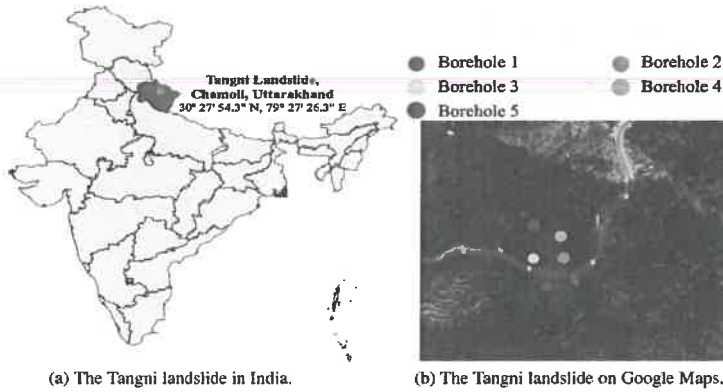 Tangni Landslide,
Chamoli, Uttarakhand
30° 27' 54.3" N, 79° 27' 26.3" E
Borehole 1
Borehole 2
Borehole 3
Borehole 4
Borehole 5
(a) The Tangni landslide in India.
(b) The Tangni landslide on Google Maps.